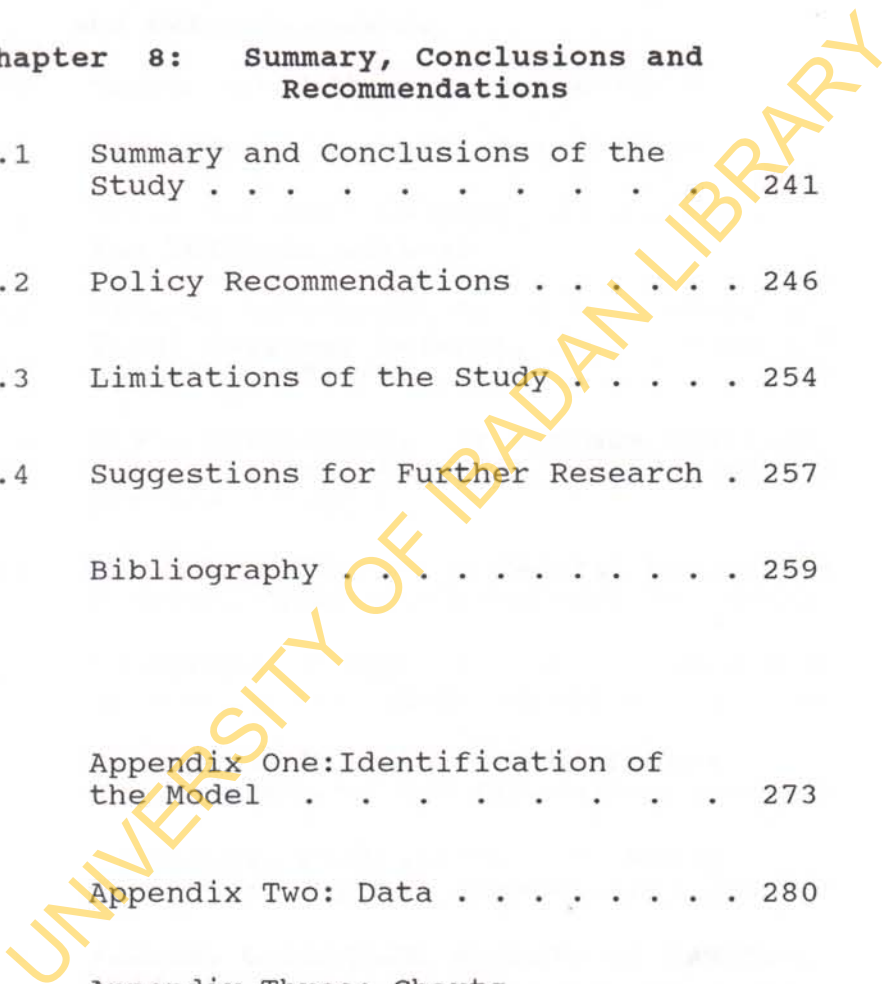 hapter 8: Summary, Conclusions and
Recommendations
.1 Summary and Conclusions of the
Study . . . . . . . . . . 241
.2 Policy Recommendations . . . . . . 246
.3 Limitations of the Study . . . . . 254
.4 Suggestions for Further Research . 257
Bibliography . . . . . . . . . . . 259
Appendix One:Identification of
the Model . . . . . . . . 273
Appendix Two: Data . . . . . . . . 280
UNIVERSITY OF IBADAN LIBRARY